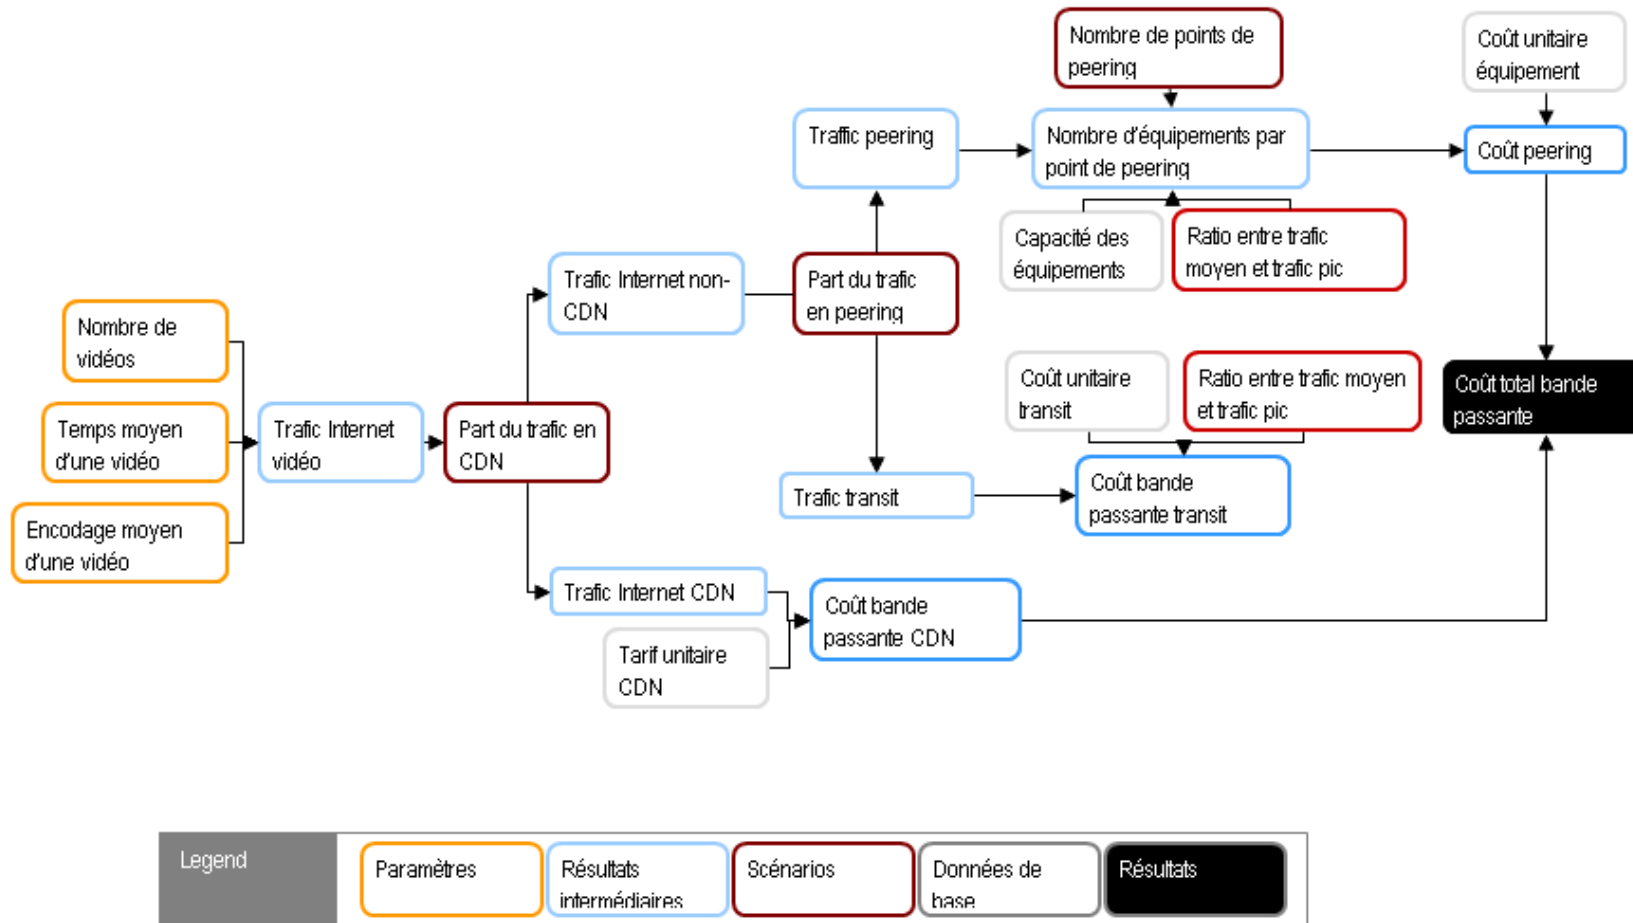 Nombre de points de
peering
Coût unitaire
équipement
Traffic peering
Nombre d'équipements par
point de peering
Coût peering
Capacité des
équipements
Ratio entre trafic
moyen et trafic pic
Trafic Internet non-
CDN
Part du trafic
en peering
Nombre de
vidéos
Temps moyen
d'une vidéo
Encodage moyen
d'une vidéo
Trafic Internet
vidéo
Part du trafic en
CDN
Coût unitaire
transit
Ratio entre trafic moyen
et trafic pic
Coût total bande
passante
Trafic transit
Coût bande
passante transit
Trafic Internet CDN
Tarif unitaire
CDN
Coût bande
passante CDN
Legend
Paramètres
Résultats
intermédiaires
Scénarios
Données de
base
Résultats